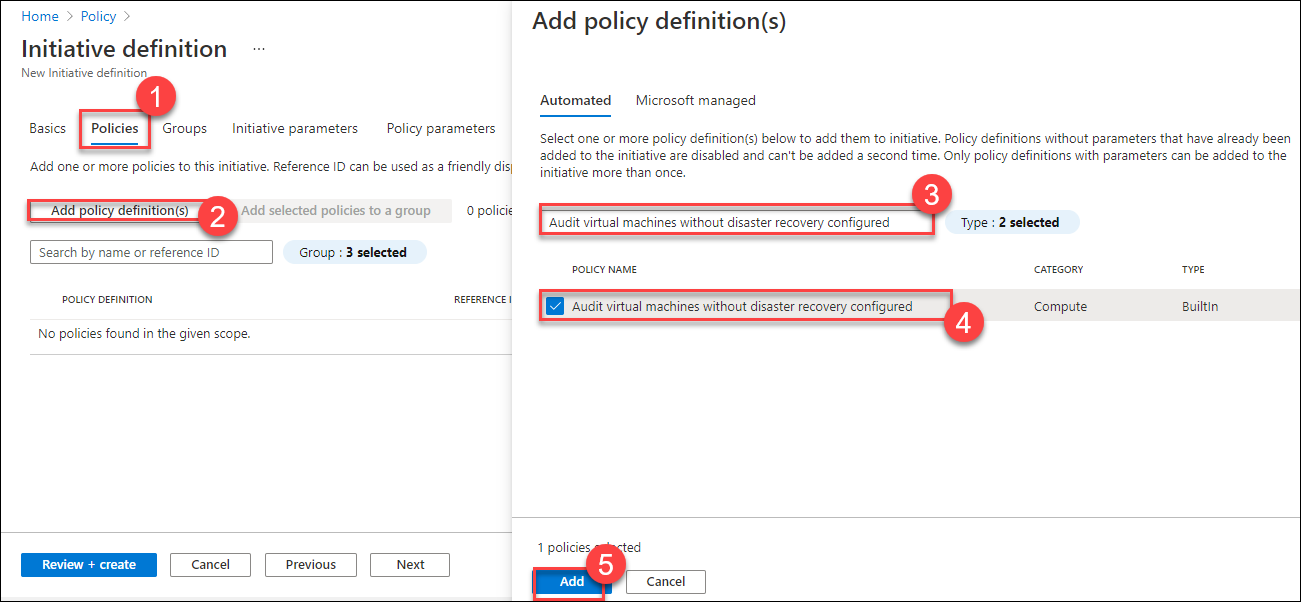 Home > Policy >
Initiative definition ...
New Initiative definition
1
Basics Policies Groups Initiative parameters Policy parameters
Add one or more policies to this initiative. Reference ID can be used as a friendly
Add policy definition(s) 2 Add selected policies to a group 0
Search by name or reference ID Group : 3 selected
POLICY DEFINITION REFERENCE
No policies found in the given scope.
Review + create Cancel Previous Next
Add policy definition(s)
Automated Microsoft managed
Select one or more policy definition(s) below to add them to initiative. Policy definitions without parameters that have already been
added to the initiative are disabled and can't be added a second time. Only policy definitions with parameters can be added to the
initiative more than once.
3
Audit virtual machines without disaster recovery configured Type : 2 selected
POLICY NAME CATEGORY TYPE
Audit virtual machines without disaster recovery configured Compute BuiltIn
4
1 policies selected
5
Add Cancel